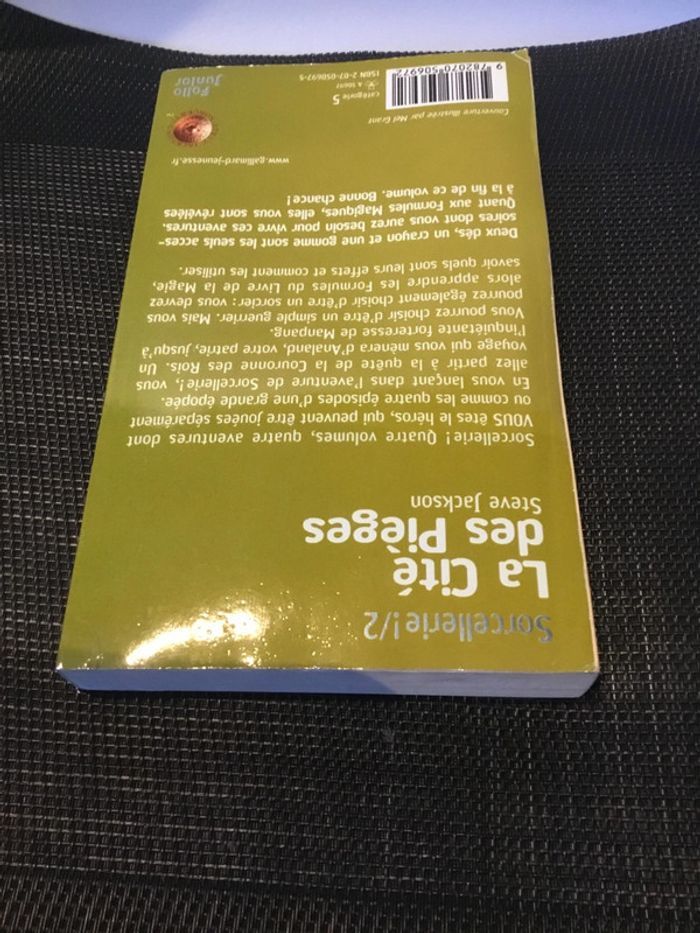 Sorcellerie!/2
La Cité
des Pièges
Steve Jackson
Sorcellerie! Quatre volumes, quatre aventures dont
VOUS êtes le héros, qui peuvent être jouées séparément
ou comme les quatre épisodes d'une grande épopée.
En vous lançant dans l'aventure de Sorcellerie!, vous
allez partir à la quête de la Couronne des Rois. Un
voyage qui vous mènera d'Analand, votre patrie, jusqu'à
l'inquiétante forteresse de Mampang.
Vous pourrez choisir d'être un simple guerrier. Mais vous
pourrez également choisir d'être un sorcier : vous devrez
alors apprendre les Formules du Livre de la Magie,
savoir quels sont leurs effets et comment les utiliser.
Deux dés, un crayon et une gomme sont les seuls acces-
soires dont vous aurez besoin pour vivre ces aventures.
Quant aux Formules Magiques, elles vous sont révélées
à la fin de ce volume. Bonne chance!
www.gallimard-jeunesse.fr
Couverture illustrée par Mel Grant
Folio
Junior
catégorie 5
A 50697
ISBN 2-07-050697-5
9 782070 506972